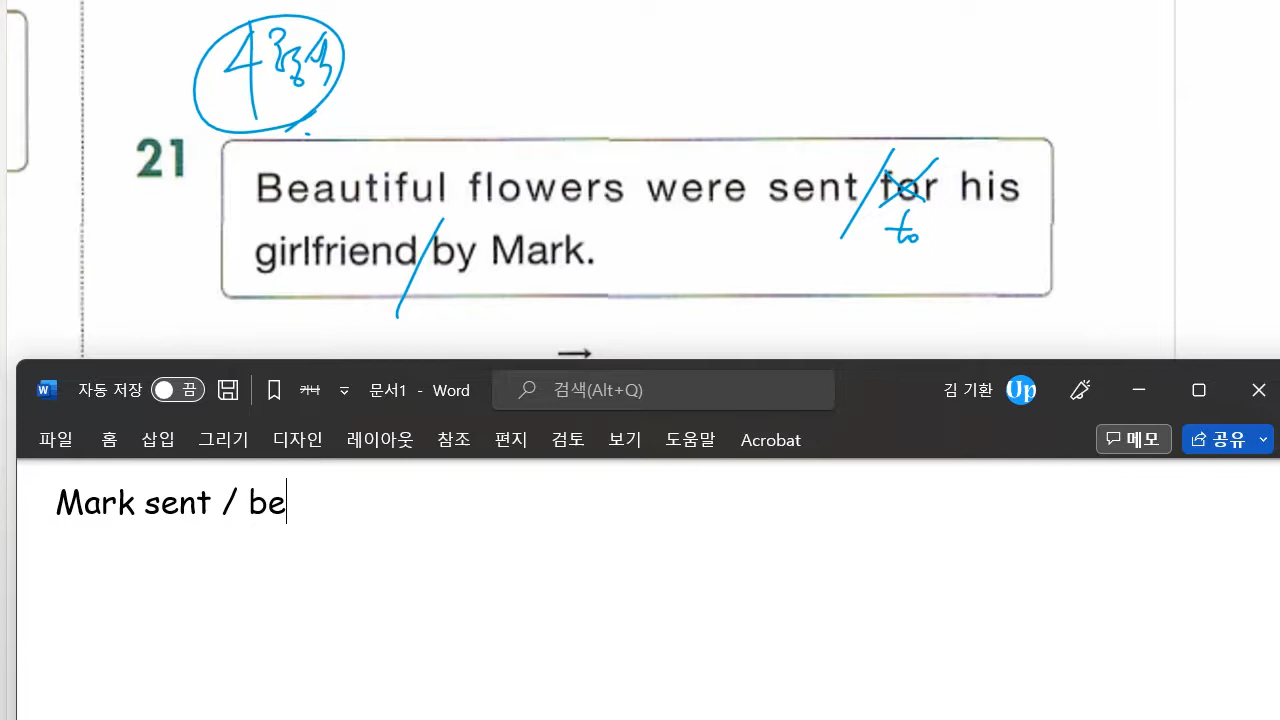 4형식
21
Beautiful flowers were sent for his
to
girlfriend by Mark.
→
W 자동 저장 끔 가나 문서1 - Word 검색(Alt+Q) 김 기환 Up
파일 홈 삽입 그리기 디자인 레이아웃 참조 편지 검토 보기 도움말 Acrobat 메모 공유
Mark sent / be